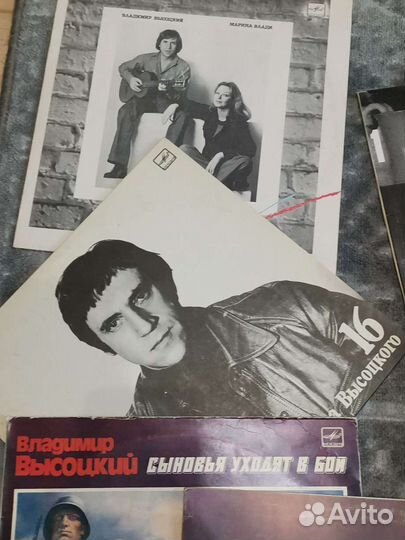 ВЛАДИМИР ВЫСОЦКИЙ
МАРИНА ВЛАДИ
16
Высоцкого
Владимир
Высоцкий СЫНОВЬЯ УХОДЯТ В БОЙ
Avito